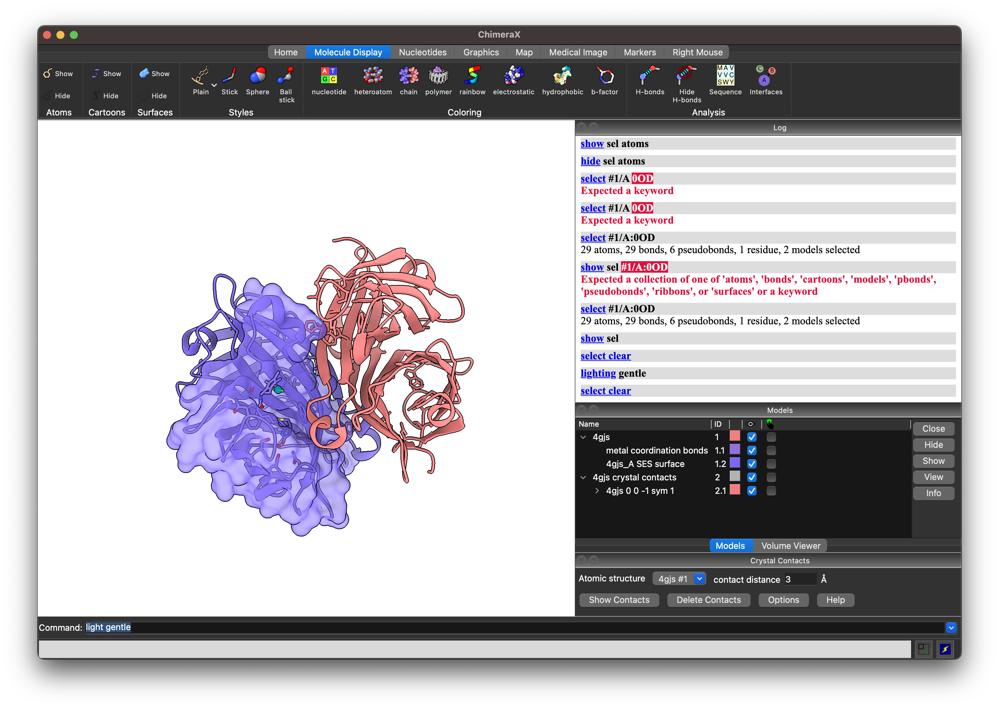 ChimeraX
Home Molecule Display Nucleotides Graphics Map Medical Image Markers Right Mouse
Show Show Show
Hide Hide Hide
Atoms Cartoons Surfaces
Plain Stick Sphere Ball
stick
Styles
A T
G C
nucleotide heteroatom chain polymer rainbow electrostatic hydrophobic b-factor
Coloring
M A V
V V C
S W Y
C B
A
H-bonds Hide Sequence Interfaces
H-bonds
Analysis
Log
show sel atoms
hide sel atoms
select #1/A 0OD
Expected a keyword
select #1/A 0OD
Expected a keyword
select #1/A:0OD
29 atoms, 29 bonds, 6 pseudobonds, 1 residue, 2 models selected
show sel #1/A:0OD
Expected a collection of one of 'atoms', 'bonds', 'cartoons', 'models', 'pbonds',
'pseudobonds', 'ribbons', or 'surfaces' or a keyword
select #1/A:0OD
29 atoms, 29 bonds, 6 pseudobonds, 1 residue, 2 models selected
show sel
select clear
lighting gentle
select clear
Models
Name ID
4gjs 1
metal coordination bonds 1.1
4gjs_A SES surface 1.2
4gjs crystal contacts 2
4gjs 0 0 -1 sym 1 2.1
Close
Hide
Show
View
Info
Models Volume Viewer
Crystal Contacts
Atomic structure 4gjs #1 contact distance 3 Å
Show Contacts Delete Contacts Options Help
Command: light gentle